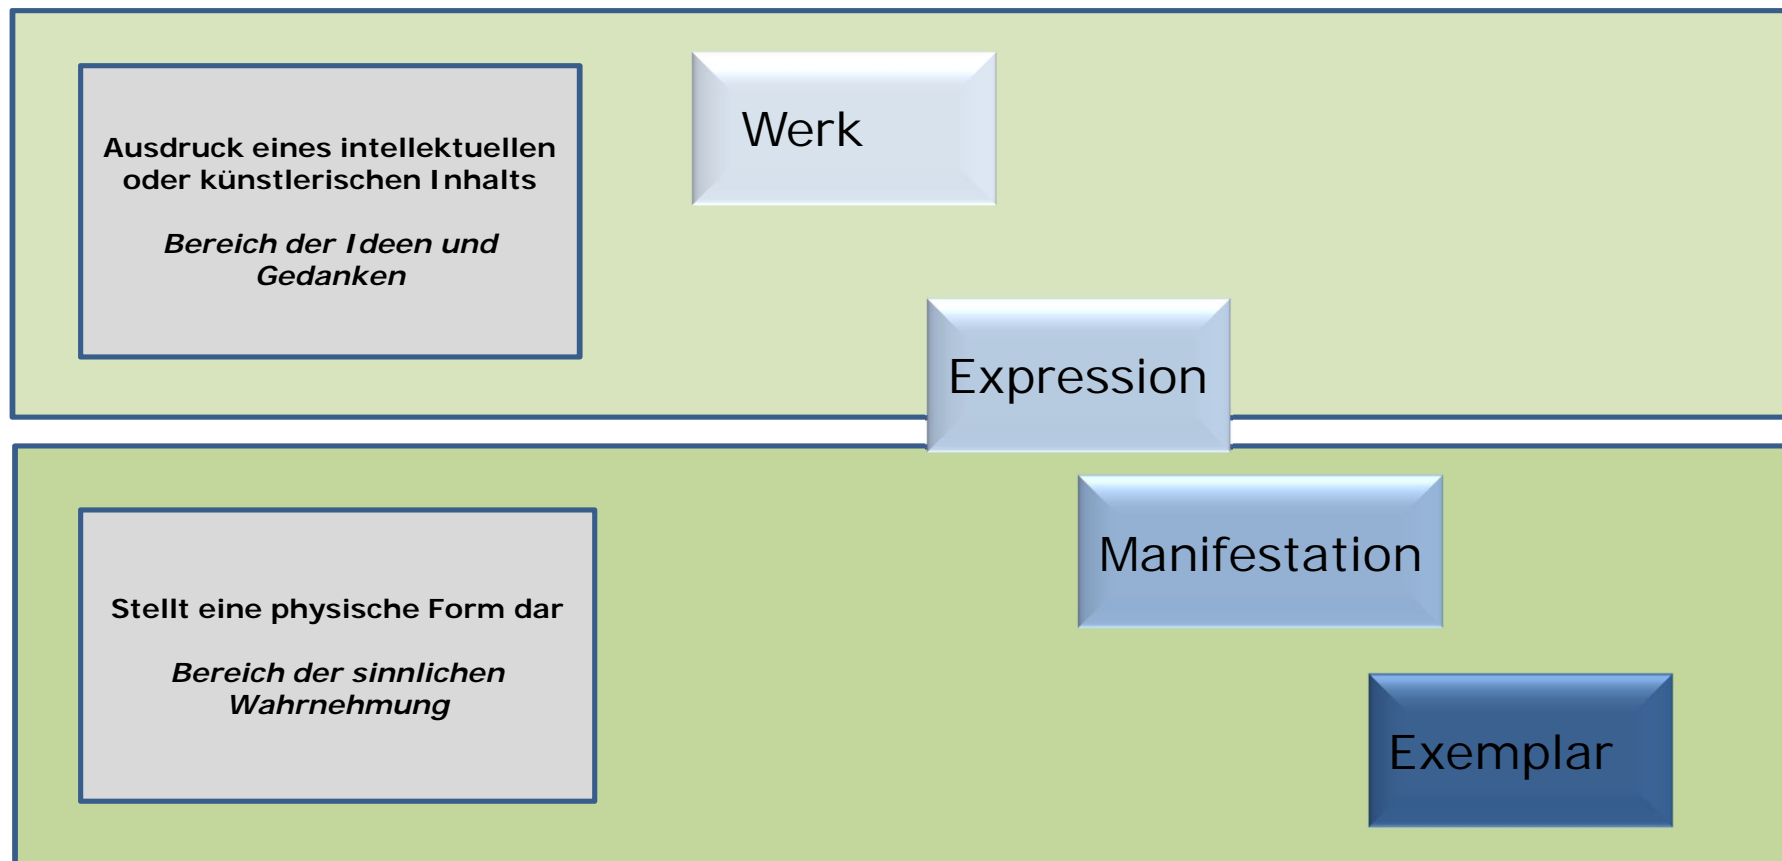 Werk
Ausdruck eines intellektuellen
oder künstlerischen Inhalts
Bereich der Ideen und
Gedanken
Expression
Manifestation
Stellt eine physische Form dar
Bereich der sinnlichen
Wahrnehmung
Exemplar